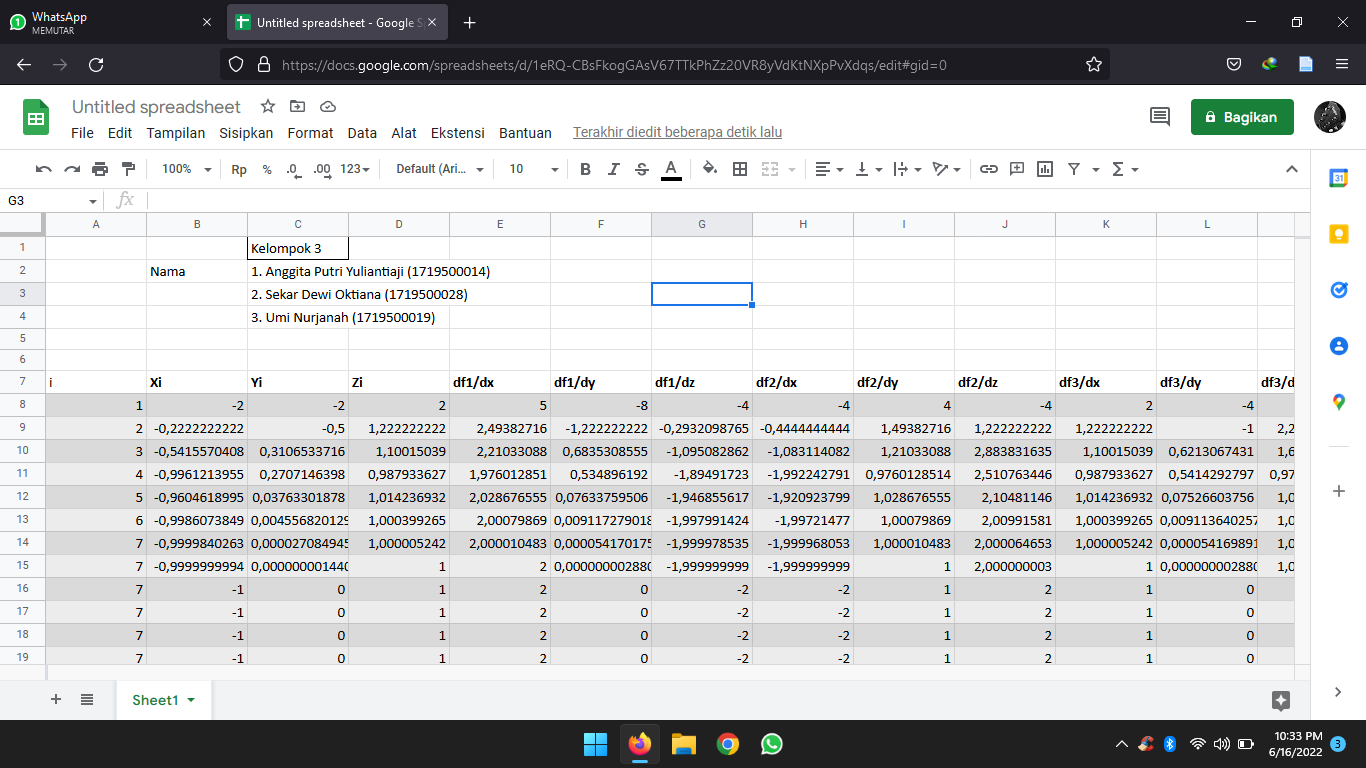 WhatsApp
MEMUTAR
Untitled spreadsheet - Google S
https://docs.google.com/spreadsheets/d/1eRQ-CBsFkogGAsV67TTkPhZz20VR8yVdKtNXpPvXdqs/edit#gid=0
Untitled spreadsheet
File Edit Tampilan Sisipkan Format Data Alat Ekstensi Bantuan Terakhir diedit beberapa detik lalu
Bagikan
100% Rp % .0 .00 123 Default (Ari... 10 B I S A
31
G3 fx
A B C D E F G H I J K L
1 Kelompok 3
2 Nama 1. Anggita Putri Yuliantiaji (1719500014)
3 2. Sekar Dewi Oktiana (1719500028)
4 3. Umi Nurjanah (1719500019)
5
6
7 i Xi Yi Zi df1/dx df1/dy df1/dz df2/dx df2/dy df2/dz df3/dx df3/dy df3/d
8 1 -2 -2 2 5 -8 -4 -4 4 -4 2 -4
9 2 -0,2222222222 -0,5 1,222222222 2,49382716 -1,222222222 -0,2932098765 -0,4444444444 1,49382716 1,222222222 1,222222222 -1 2,2
10 3 -0,5415570408 0,3106533716 1,10015039 2,21033088 0,6835308555 -1,095082862 -1,083114082 1,21033088 2,883831635 1,10015039 0,6213067431 1,6
11 4 -0,9961213955 0,2707146398 0,987933627 1,976012851 0,534896192 -1,89491723 -1,992242791 0,9760128514 2,510763446 0,987933627 0,5414292797 0,97
12 5 -0,9604618995 0,03763301878 1,014236932 2,028676555 0,07633759506 -1,946855617 -1,920923799 1,028676555 2,10481146 1,014236932 0,07526603756 1,0
13 6 -0,9986073849 0,004556820129 1,000399265 2,00079869 0,009117279018 -1,997991424 -1,99721477 1,00079869 2,00991581 1,000399265 0,009113640257 1,0
14 7 -0,9999840263 0,000027084945 1,000005242 2,000010483 0,000054170175 -1,999978535 -1,999968053 1,000010483 2,000064653 1,000005242 0,000054169891 1,0
15 7 -0,9999999994 0,000000001440 1 2 0,000000002880 -1,999999999 -1,999999999 1 2,000000003 1 0,000000002880 1,0
16 7 -1 0 1 2 0 -2 -2 1 2 1 0
17 7 -1 0 1 2 0 -2 -2 1 2 1 0
18 7 -1 0 1 2 0 -2 -2 1 2 1 0
19 7 -1 0 1 2 0 -2 -2 1 2 1 0
Sheet1
10:33 PM
6/16/2022
3